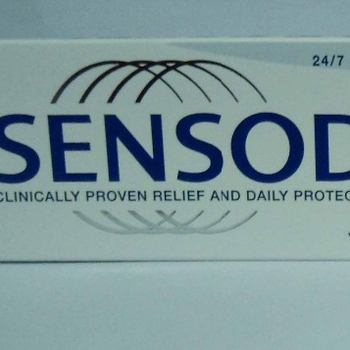 24/7
SENSOD
CLINICALLY PROVEN RELIEF AND DAILY PROTEC